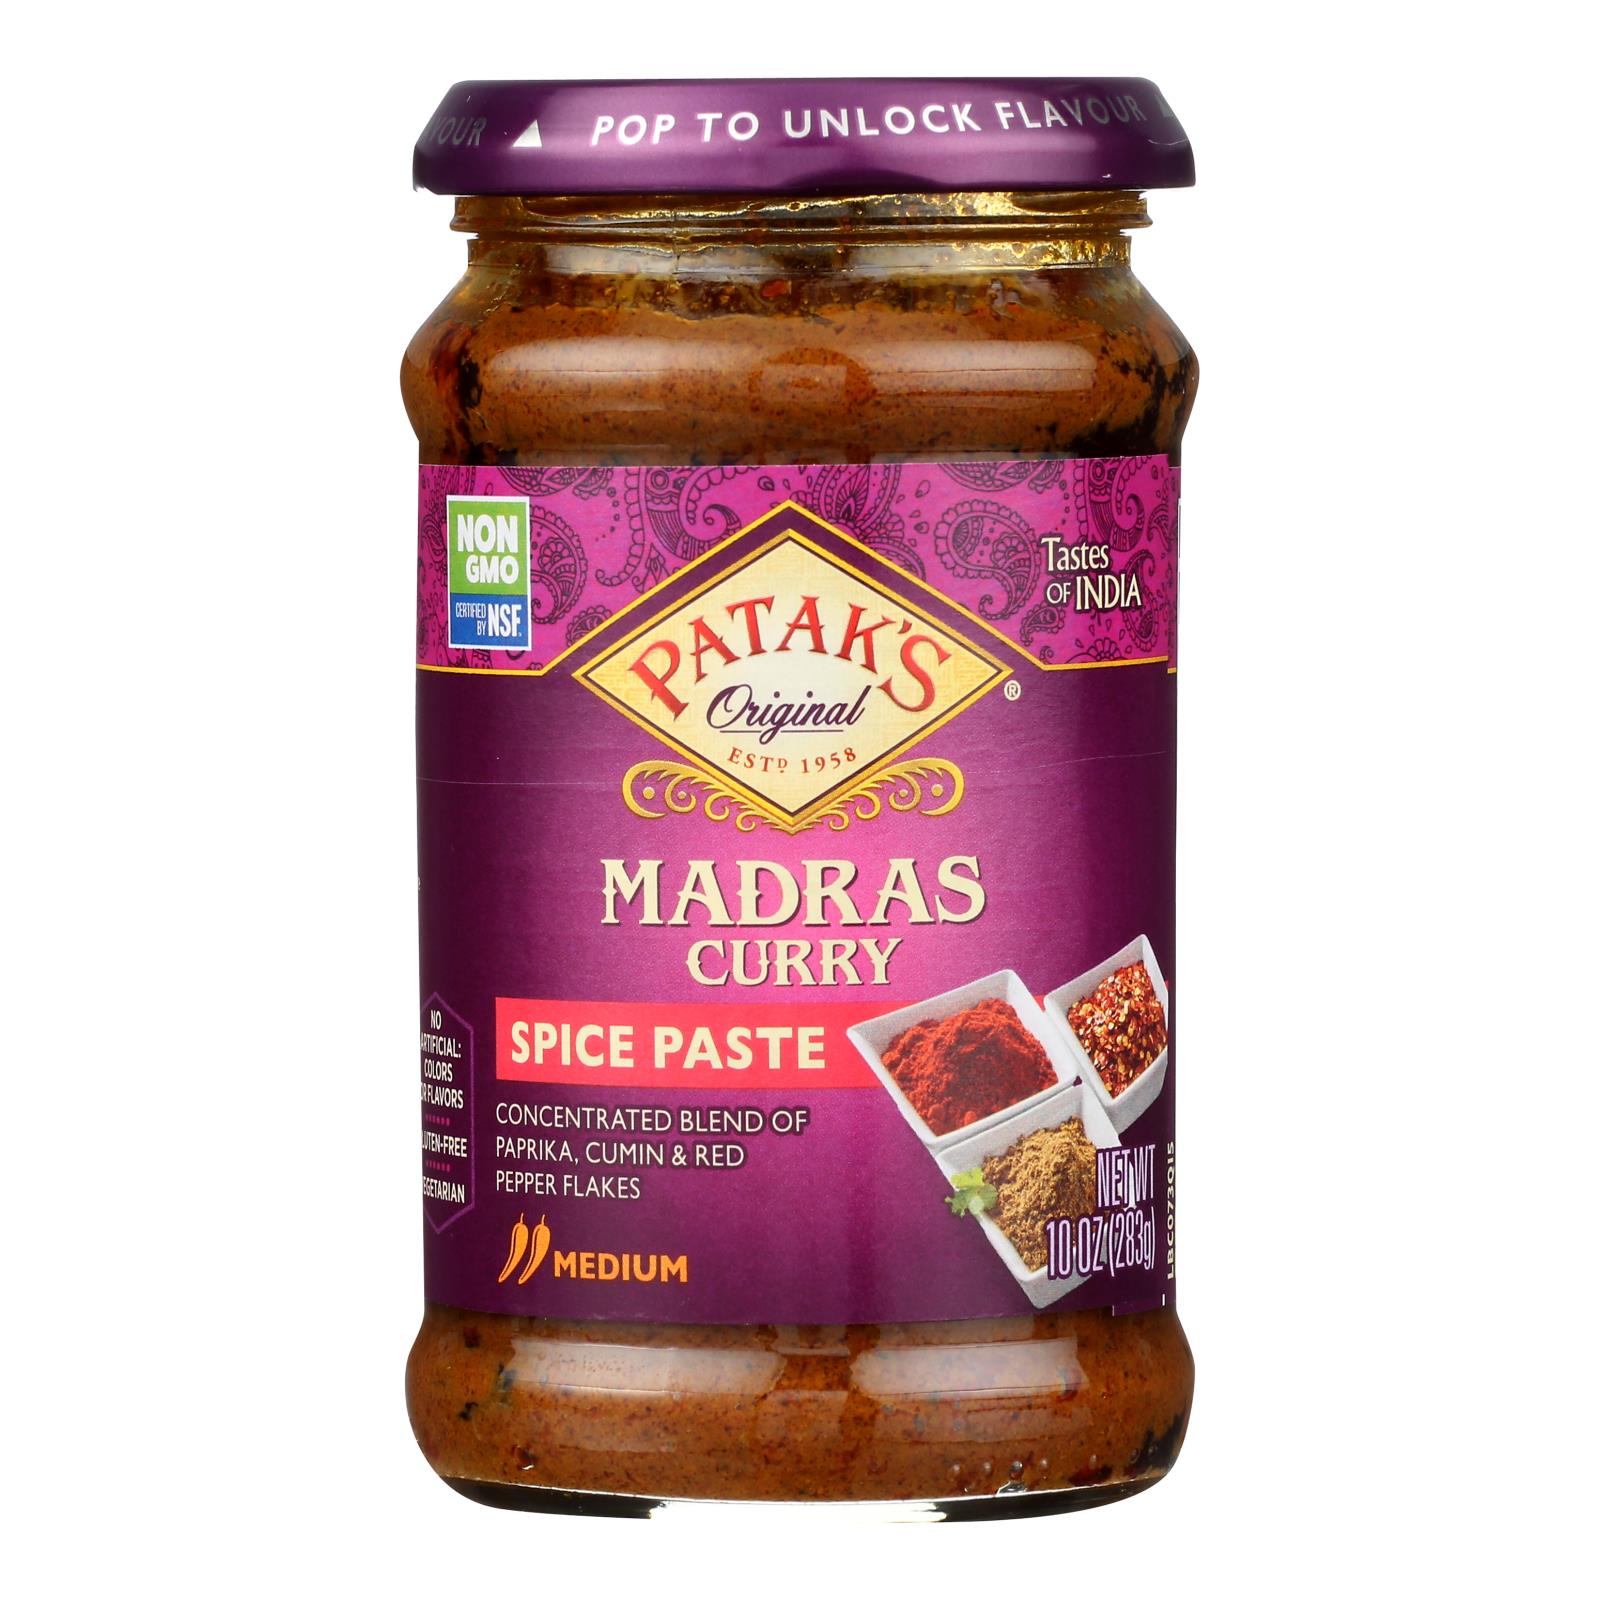 POP TO UNLOCK FLAVOUR
NON
GMO
CERTIFIED
BY NSF
Tastes
OF INDIA
PATAK'S
Original
ESTD 1958
®
MADRAS
CURRY
SPICE PASTE
CONCENTRATED BLEND OF
PAPRIKA, CUMIN & RED
PEPPER FLAKES
MEDIUM
NO
ARTIFICIAL:
COLORS
OR FLAVORS
GLUTEN-FREE
VEGETARIAN
NET WT
10 OZ (283g)